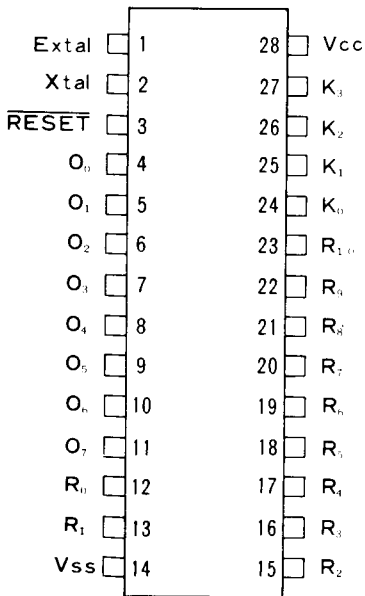 Extal 1 28 Vcc
Xtal 2 27 K₃
RESET 3 26 K₂
O₀ 4 25 K₁
O₁ 5 24 K₀
O₂ 6 23 R₁₀
O₃ 7 22 R₉
O₄ 8 21 R₈
O₅ 9 20 R₇
O₆ 10 19 R₆
O₇ 11 18 R₅
R₀ 12 17 R₄
R₁ 13 16 R₃
Vss 14 15 R₂